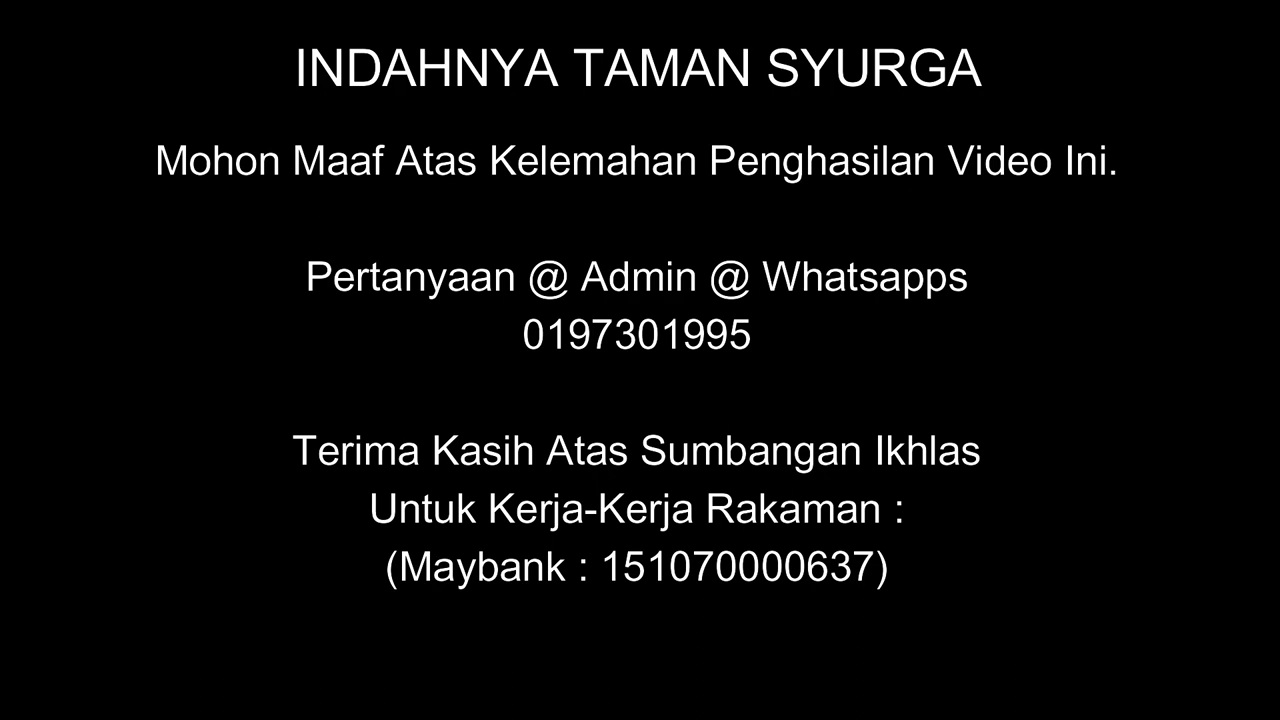 INDAHNYA TAMAN SYURGA
Mohon Maaf Atas Kelemahan Penghasilan Video Ini.
Pertanyaan @ Admin @ Whatsapps
0197301995
Terima Kasih Atas Sumbangan Ikhlas
Untuk Kerja-Kerja Rakaman :
(Maybank : 151070000637)